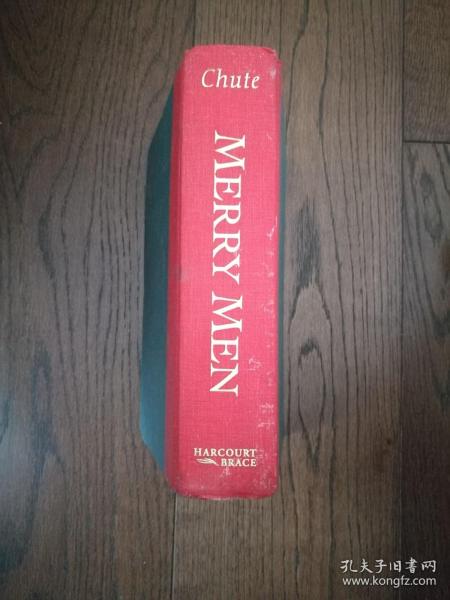 Chute
MERRY MEN
HARCOURT
BRACE
孔夫子旧书网
www.kongfz.com